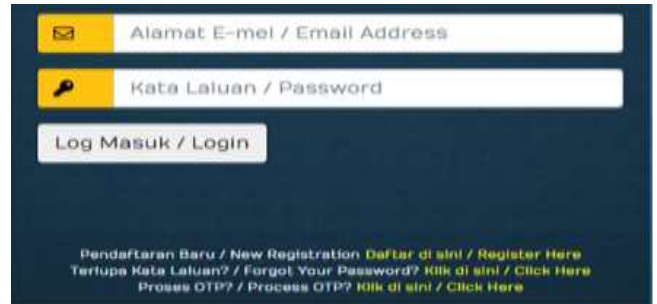 Alamat E-mel / Email Address
Kata Laluan / Password
Log Masuk / Login
Pendaftaran Baru / New Registration Daftar di sini / Register Here
Terlupa Kata Laluan? / Forgot Your Password? Klik di sini / Click Here
Proses OTP? / Process OTP? Klik di sini / Click Here